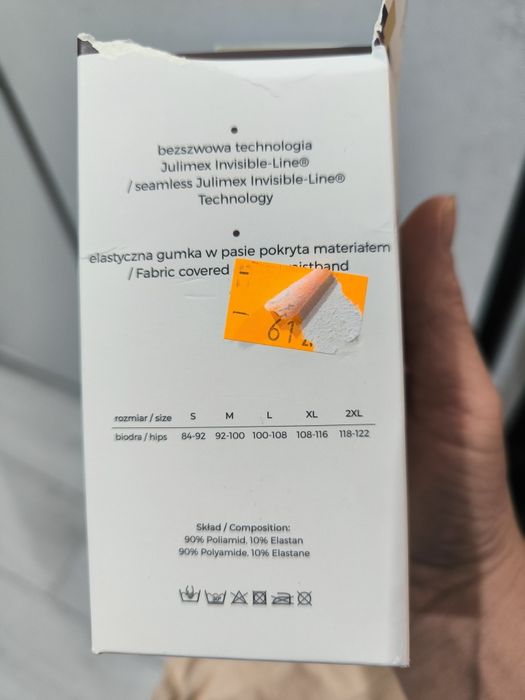 bezszwowa technologia
Julimex Invisible-Line®
/ seamless Julimex Invisible-Line®
Technology
elastyczna gumka w pasie pokryta materiałem
/ Fabric covered
61
rozmiar / size S M L XL 2XL
biodra / hips 84-92 92-100 100-108 108-116 118-122
Skład / Composition:
90% Poliamid, 10% Elastan
90% Polyamide, 10% Elastane